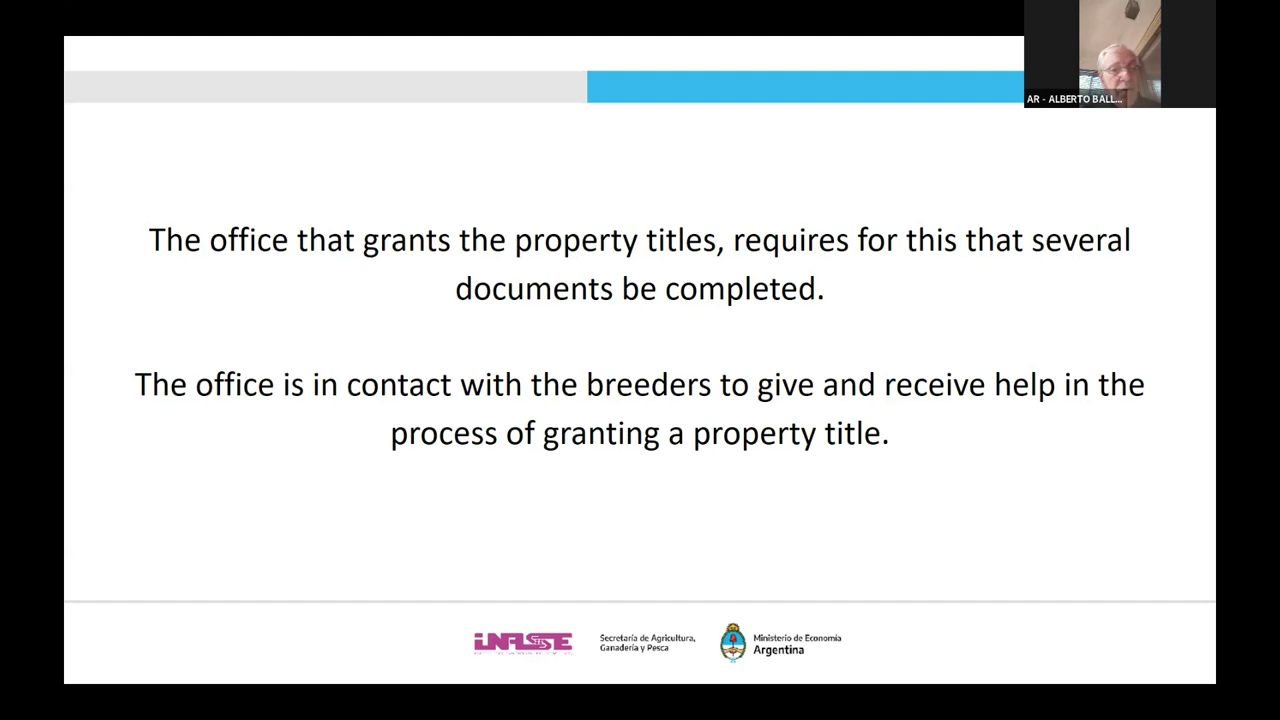 AR - ALBERTO BALL...
The office that grants the property titles, requires for this that several
documents be completed.
The office is in contact with the breeders to give and receive help in the
process of granting a property title.
INASE
Secretaría de Agricultura,
Ganadería y Pesca
Ministerio de Economía
Argentina